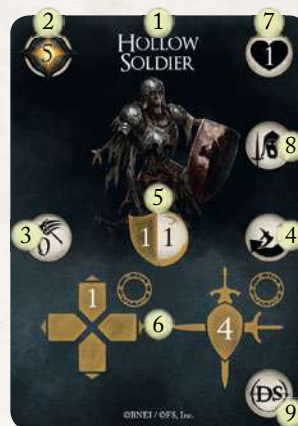 2 1 7
5 HOLLOW 1
SOLDIER
8
5
3 0 1 1 4
1
6 4
(DS)
©BNEI / ©FS, Inc.
9